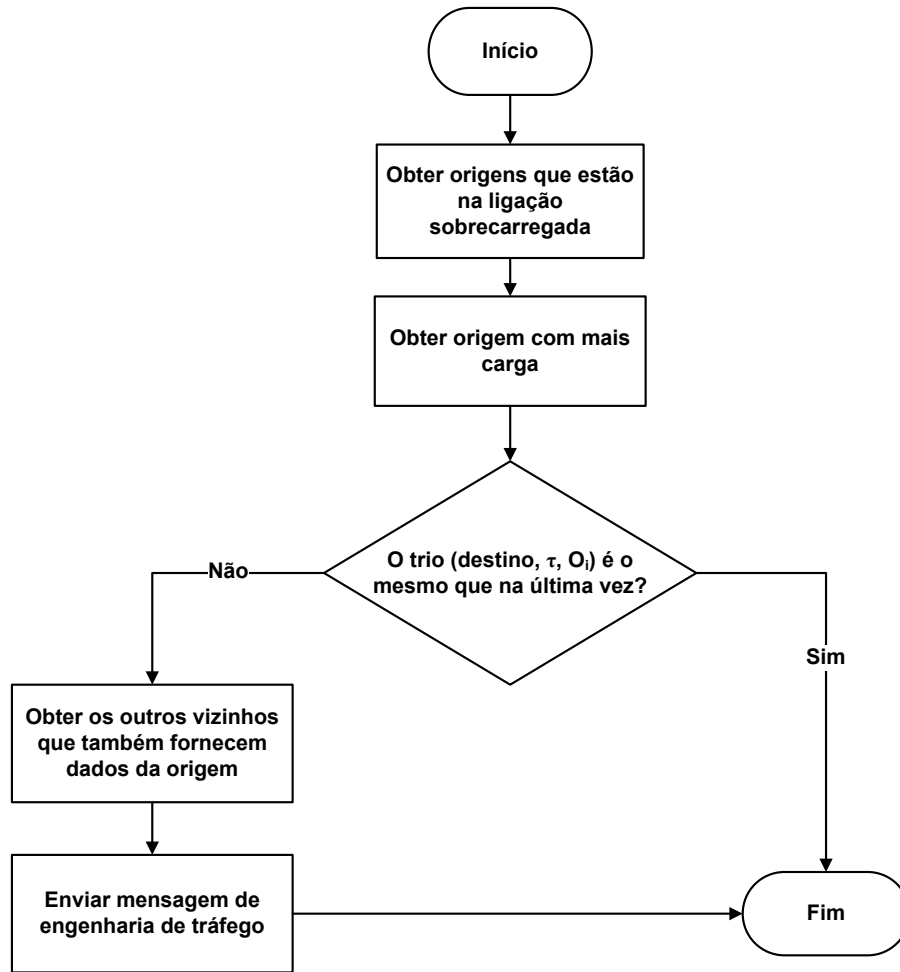 Início
Obter origens que estão
na ligação
sobrecarregada
Obter origem com mais
carga
O trio (destino, τ, Oᵢ) é o
mesmo que na última vez?
Não
Sim
Obter os outros vizinhos
que também fornecem
dados da origem
Enviar mensagem de
engenharia de tráfego
Fim